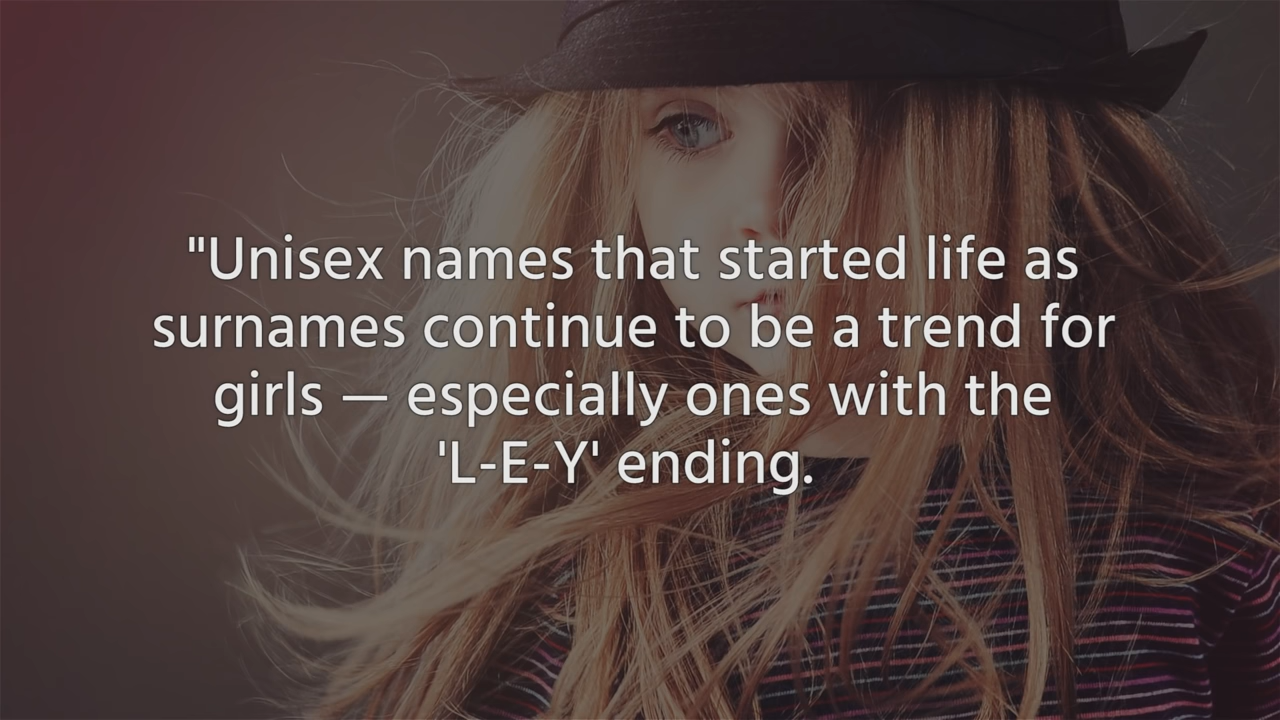 "Unisex names that started life as
surnames continue to be a trend for
girls — especially ones with the
'L-E-Y' ending.